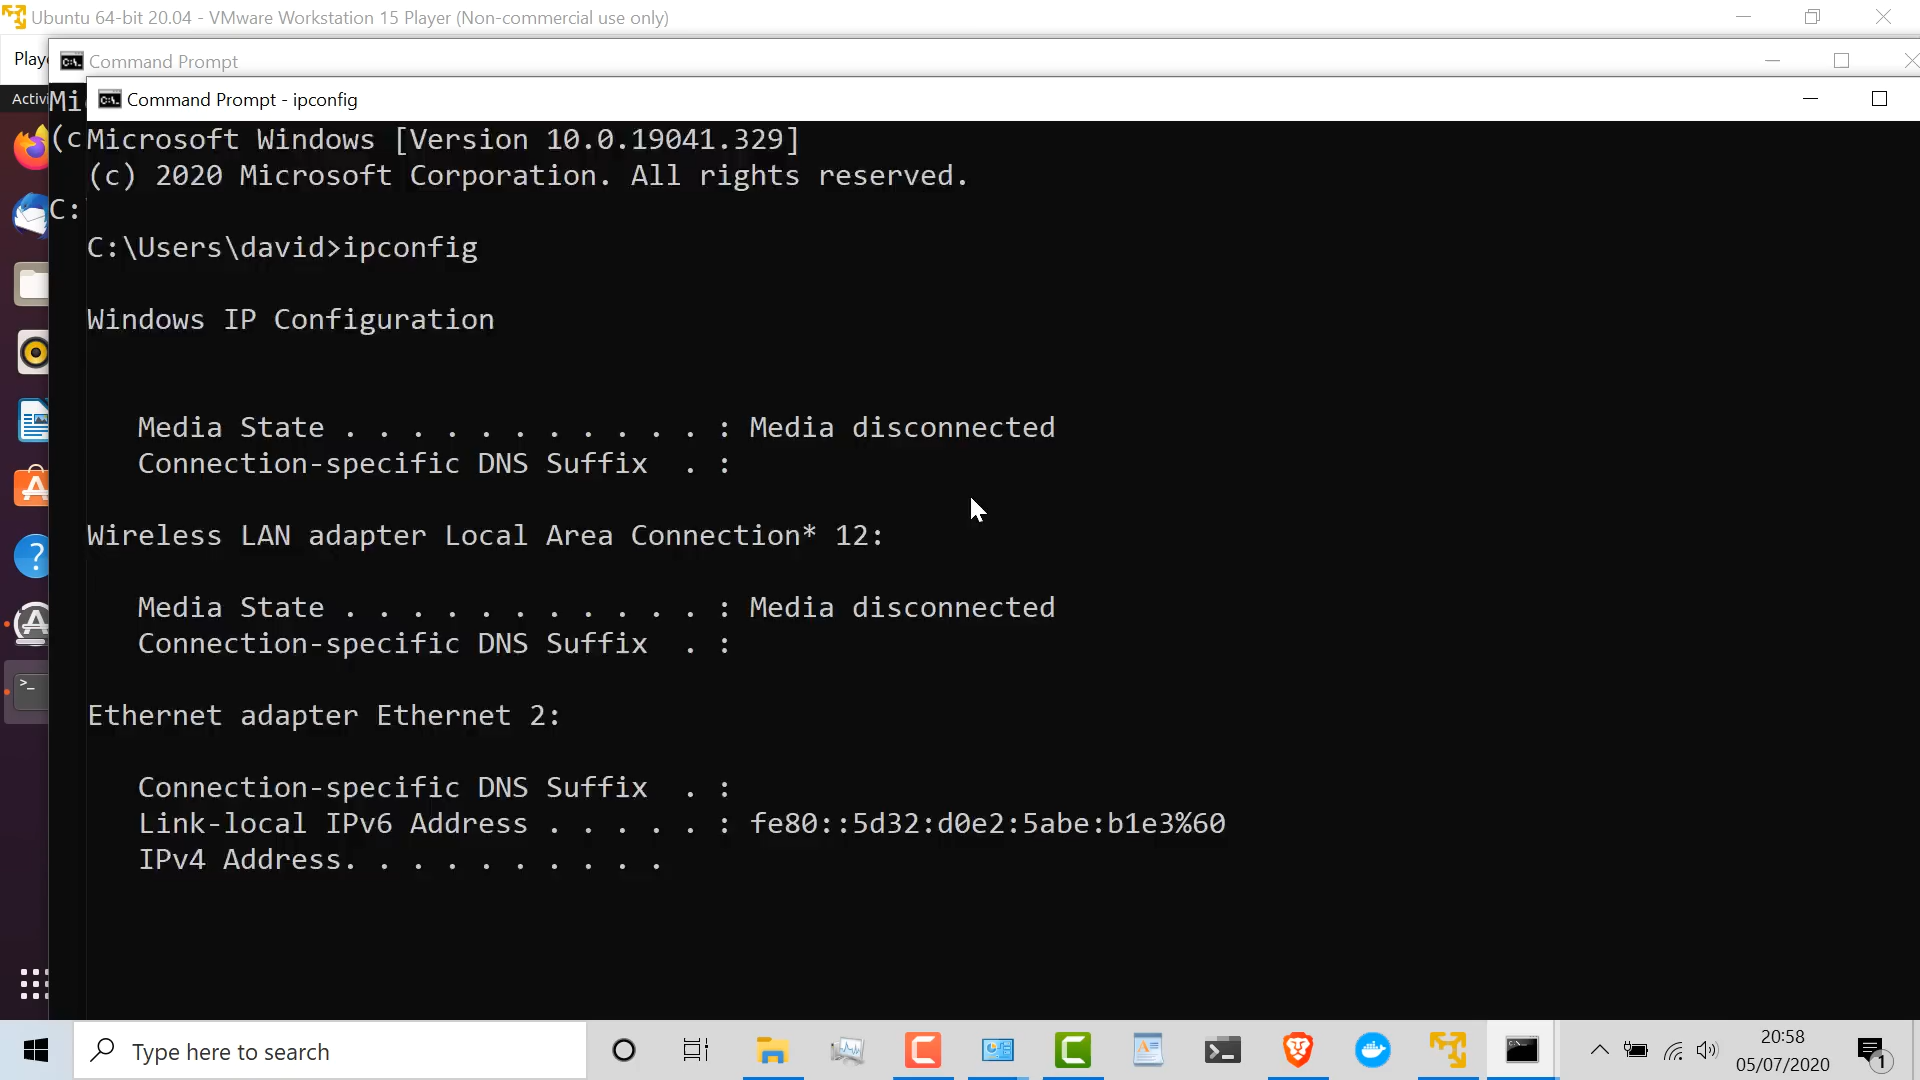 Ubuntu 64-bit 20.04 - VMware Workstation 15 Player (Non-commercial use only)
Playe
Command Prompt
Activi
Mi
Command Prompt - ipconfig
(c
Microsoft Windows [Version 10.0.19041.329]
(c) 2020 Microsoft Corporation. All rights reserved.
C:
C:\Users\david>ipconfig
Windows IP Configuration
Media State . . . . . . . . . . . : Media disconnected
Connection-specific DNS Suffix  . :
Wireless LAN adapter Local Area Connection* 12:
Media State . . . . . . . . . . . : Media disconnected
Connection-specific DNS Suffix  . :
Ethernet adapter Ethernet 2:
Connection-specific DNS Suffix  . :
Link-local IPv6 Address . . . . . : fe80::5d32:d0e2:5abe:b1e3%60
IPv4 Address. . . . . . . . . .
Type here to search
20:58
05/07/2020
1